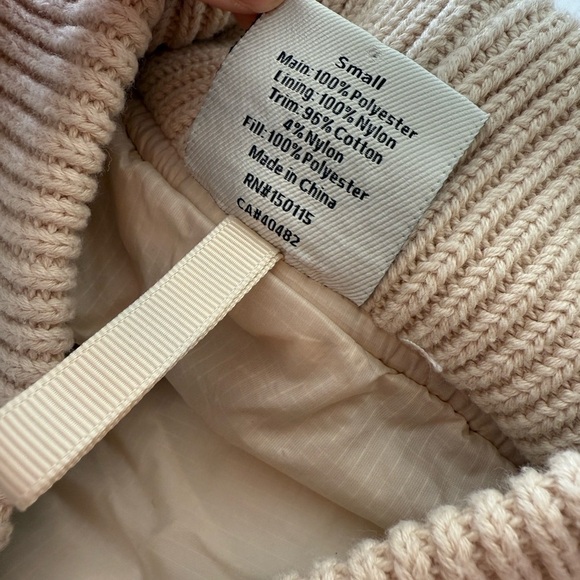 Small
Main: 100% Polyester
Lining: 100% Nylon
Trim: 96% Cotton
4% Nylon
Fill: 100% Polyester
Made in China
RN#150115
CA#40482